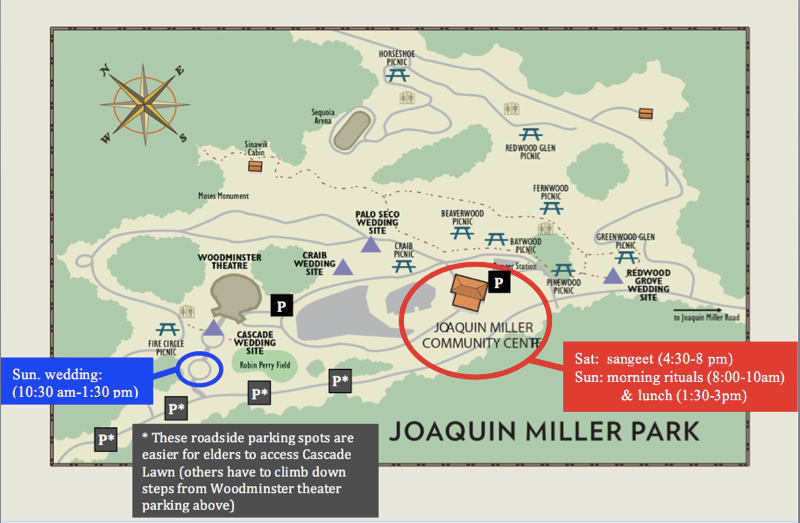 HORSESHOE
PICNIC
N
E
W
S
Sequoia
Arena
Sinawik
Cabin
REDWOOD GLEN
PICNIC
Moses Monument
FERNWOOD
PICNIC
PALO SECO
WEDDING
SITE
BEAVERWOOD
PICNIC
BAYWOOD
PICNIC
GREENWOOD GLEN
PICNIC
CRAIB
WEDDING
SITE
CRAIB
PICNIC
WOODMINSTER
THEATRE
Station
P
PINEWOOD
PICNIC
REDWOOD
GROVE
WEDDING
SITE
P
to Joaquin Miller Road
JOAQUIN MILLER
COMMUNITY
FIRE CIRCLE
PICNIC
CASCADE
WEDDING
SITE
Robin Perry Field
Sun. wedding:
(10:30 am-1:30 pm)
Sat: sangeet (4:30-8 pm)
Sun: morning rituals (8:00-10am)
& lunch (1:30-3pm)
P*
P*
P*
P*
* These roadside parking spots are
easier for elders to access Cascade
Lawn (others have to climb down
steps from Woodminster theater
parking above)
JOAQUIN MILLER PARK